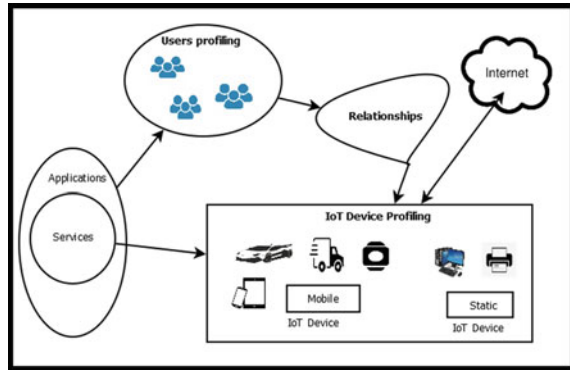 Users profiling
Internet
Relationships
Applications
Services
IoT Device Profiling
Mobile
IoT Device
Static
IoT Device